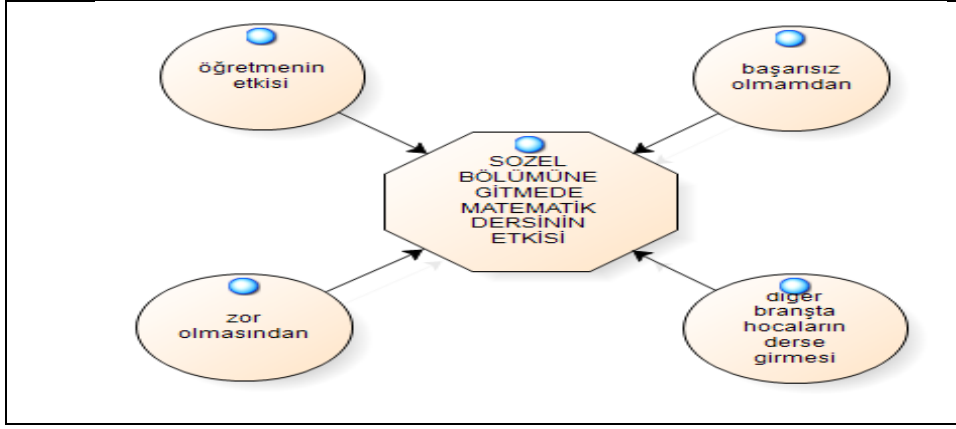 öğretmenin
etkisi
başarısız
olmamdan
SOZEL
BÖLÜMÜNE
GİTMEDE
MATEMATİK
DERSİNİN
ETKİSİ
zor
olmasından
diğer
branşta
hocaların
derse
girmesi